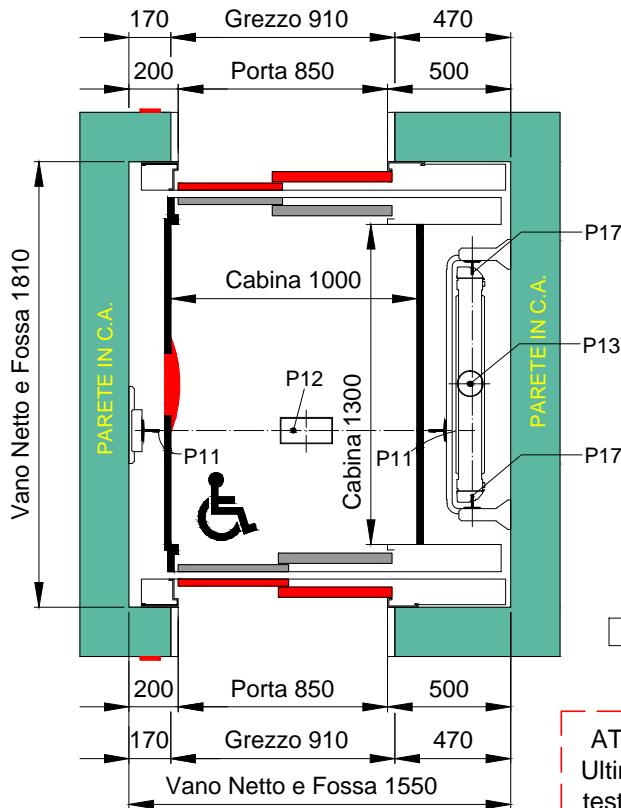 170 Grezzo 910 470
200 Porta 850 500
Vano Netto e Fossa 1810
PARETE IN C.A.
Cabina 1000
Cabina 1300
P17
P13
PARETE IN C.A.
P12
P11
P11
P17
200 Porta 850 500
170 Grezzo 910 470
Vano Netto e Fossa 1550
AT
Ultin
test